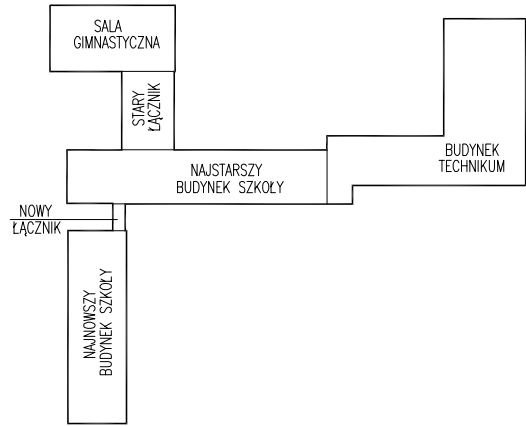 SALA
GIMNASTYCZNA
STARY
ŁĄCZNIK
NAJSTARSZY
BUDYNEK SZKOŁY
BUDYNEK
TECHNIKUM
NOWY
ŁĄCZNIK
NAJNOWSZY
BUDYNEK SZKOŁY